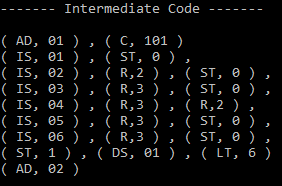 ------- Intermediate Code -------
( AD, 01 ) , ( C, 101 )
( IS, 01 ) , ( ST, 0 ) ,
( IS, 02 ) , ( R,2 ) , ( ST, 0 ) ,
( IS, 03 ) , ( R,3 ) , ( ST, 0 ) ,
( IS, 04 ) , ( R,3 ) , ( R,2 ) ,
( IS, 05 ) , ( R,3 ) , ( ST, 0 ) ,
( IS, 06 ) , ( R,3 ) , ( ST, 0 ) ,
( ST, 1 ) , ( DS, 01 ) , ( LT, 6 )
( AD, 02 )